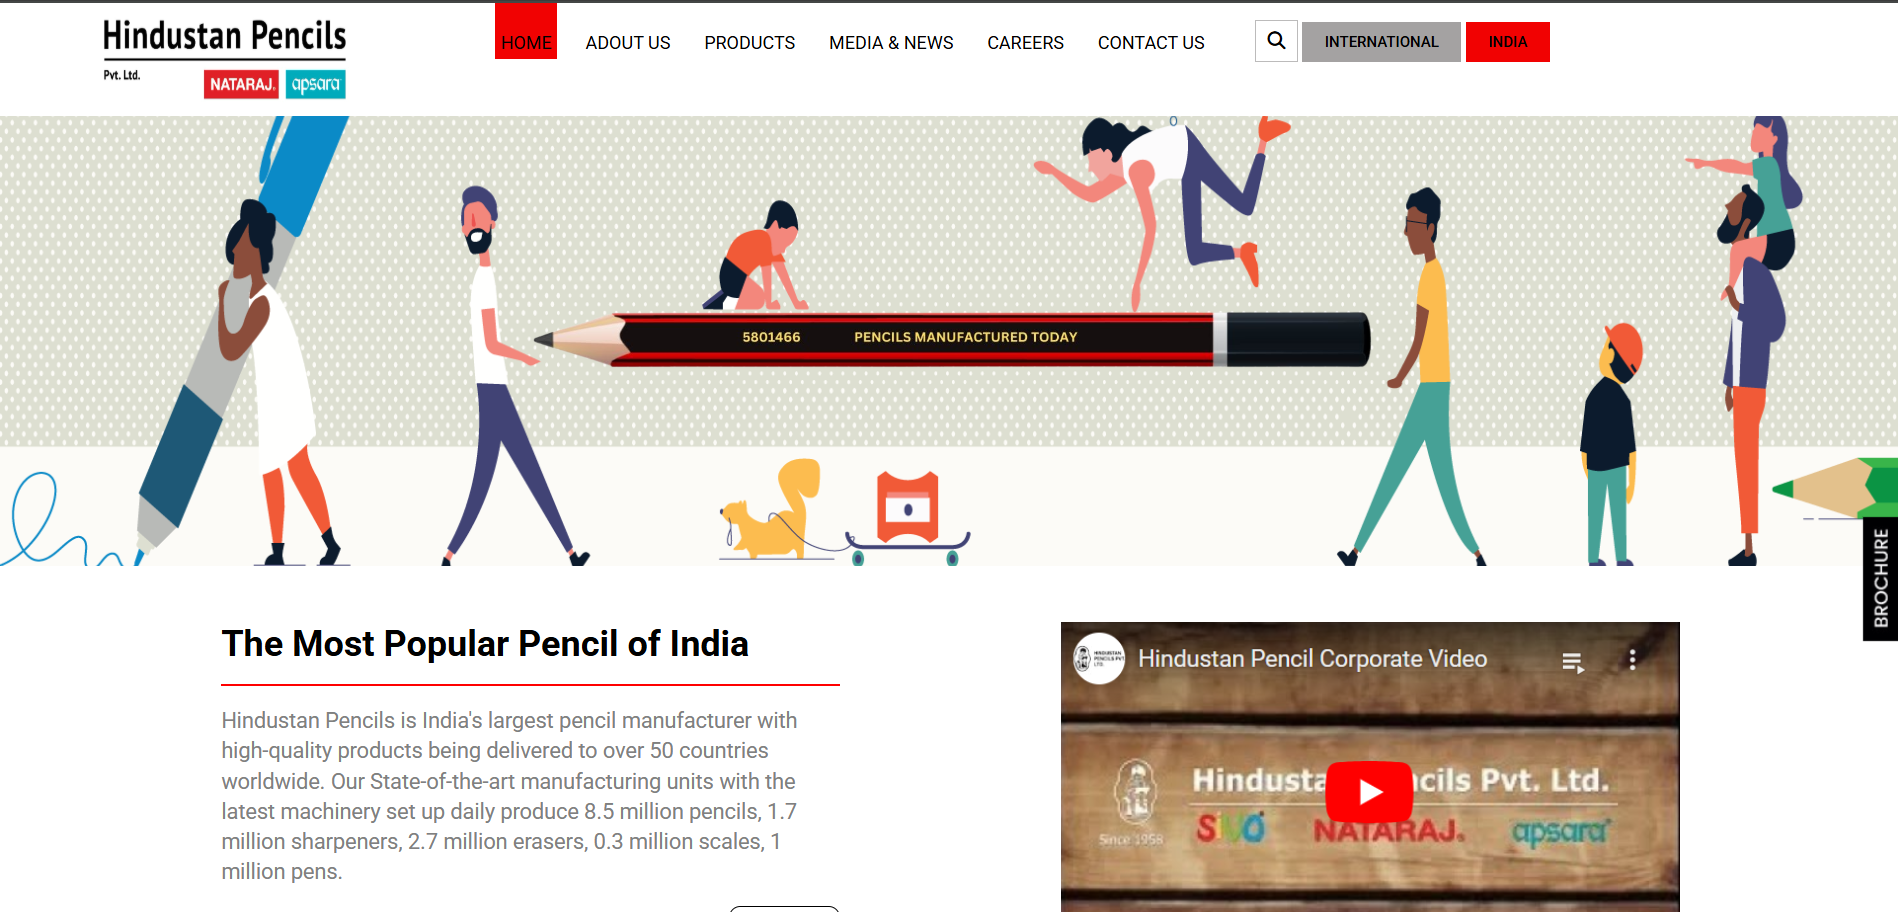 Hindustan Pencils
Pvt. Ltd.
NATARAJ. apsara
HOME ABOUT US PRODUCTS MEDIA & NEWS CAREERS CONTACT US INTERNATIONAL INDIA
5801466 PENCILS MANUFACTURED TODAY
BROCHURE
The Most Popular Pencil of India
Hindustan Pencils is India's largest pencil manufacturer with
high-quality products being delivered to over 50 countries
worldwide. Our State-of-the-art manufacturing units with the
latest machinery set up daily produce 8.5 million pencils, 1.7
million sharpeners, 2.7 million erasers, 0.3 million scales, 1
million pens.
HINDUSTAN
PENCILS PVT.
LTD.
Hindustan Pencil Corporate Video
Hindusta cils Pvt. Ltd.
Since 1958
NATARAJ. apsara